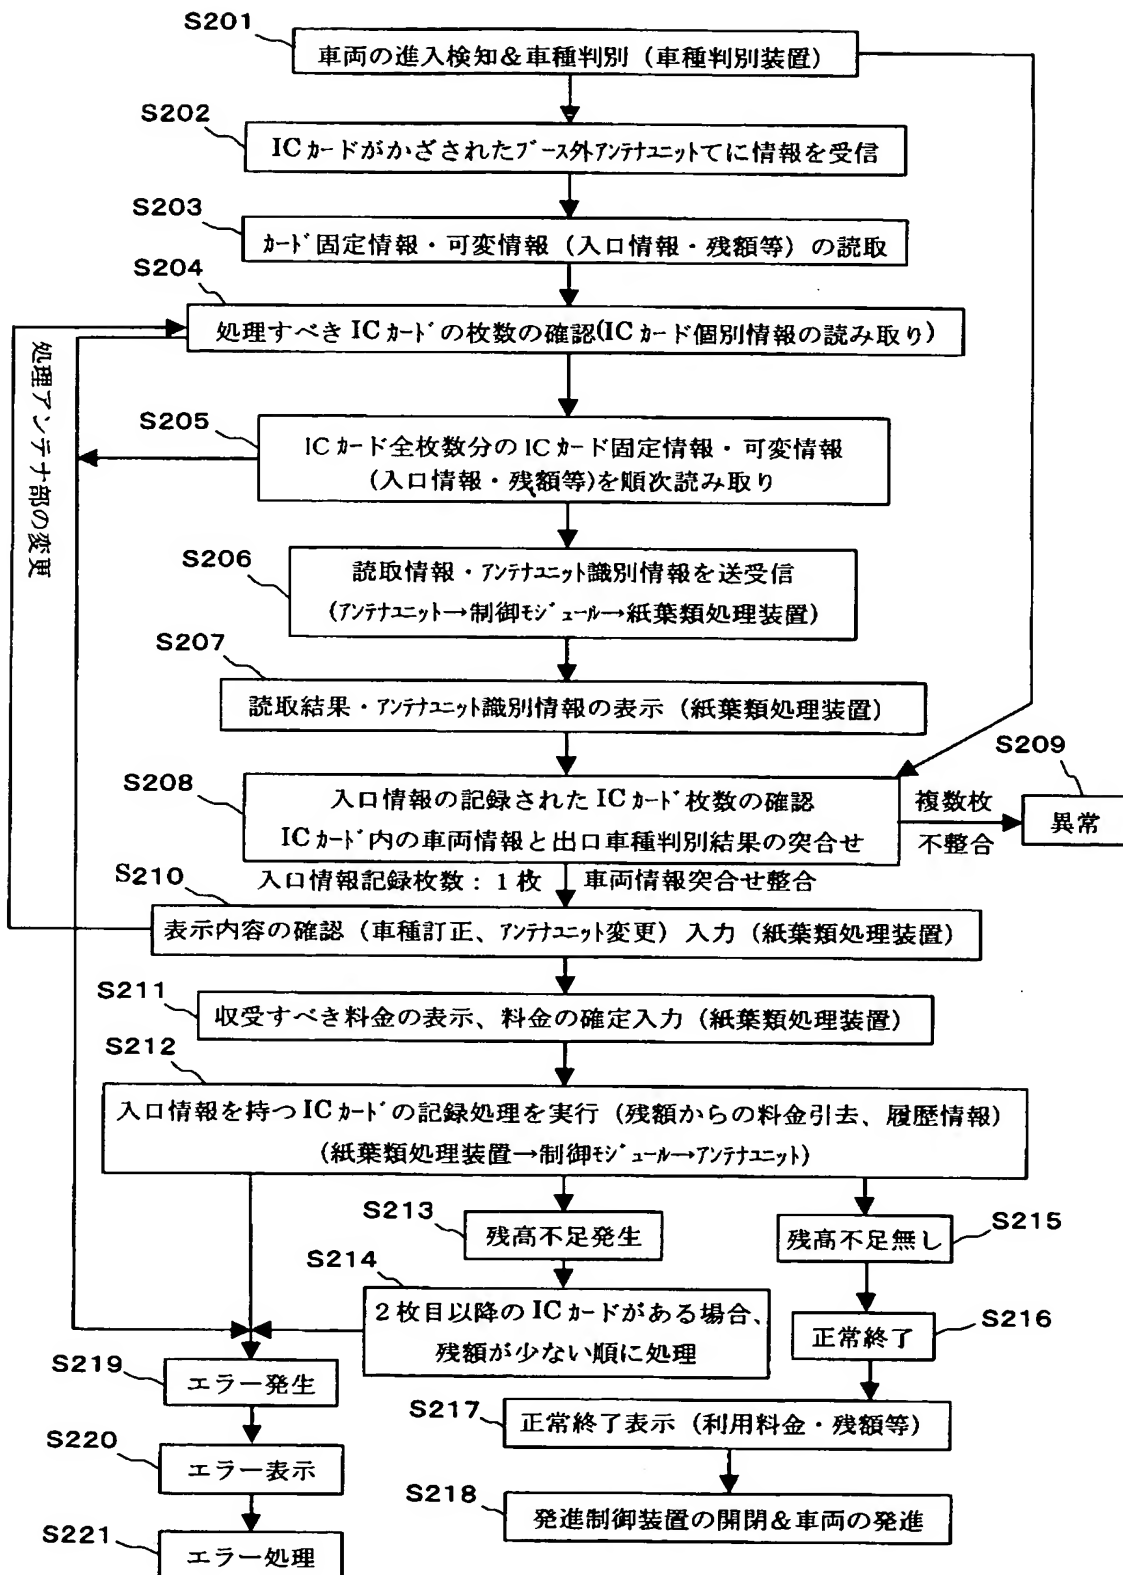 S201
車両の進入検知&車種判別（車種判別装置）
S202
ICカードがかざされたブース外アンテナユニットてに情報を受信
S203
カード固定情報・可変情報（入口情報・残額等）の読取
S204
処理すべきICカードの枚数の確認(ICカード個別情報の読み取り)
処理アンテナ部の変更
S205
ICカード全枚数分のICカード固定情報・可変情報
(入口情報・残額等)を順次読み取り
S206
読取情報・アンテナユニット識別情報を送受信
(アンテナユニット→制御モジュール→紙葉類処理装置)
S207
読取結果・アンテナユニット識別情報の表示（紙葉類処理装置）
S208
入口情報の記録されたICカード枚数の確認
ICカード内の車両情報と出口車種判別結果の突合せ
複数枚
不整合
S209
異常
入口情報記録枚数：1枚
車両情報突合せ整合
S210
表示内容の確認（車種訂正、アンテナユニット変更）入力（紙葉類処理装置）
S211
収受すべき料金の表示、料金の確定入力（紙葉類処理装置）
S212
入口情報を持つICカードの記録処理を実行（残額からの料金引去、履歴情報）
(紙葉類処理装置→制御モジュール→アンテナユニット)
S213
残高不足発生
S214
2枚目以降のICカードがある場合、
残額が少ない順に処理
S215
残高不足無し
S216
正常終了
S217
正常終了表示（利用料金・残額等）
S218
発進制御装置の開閉&車両の発進
S219
エラー発生
S220
エラー表示
S221
エラー処理